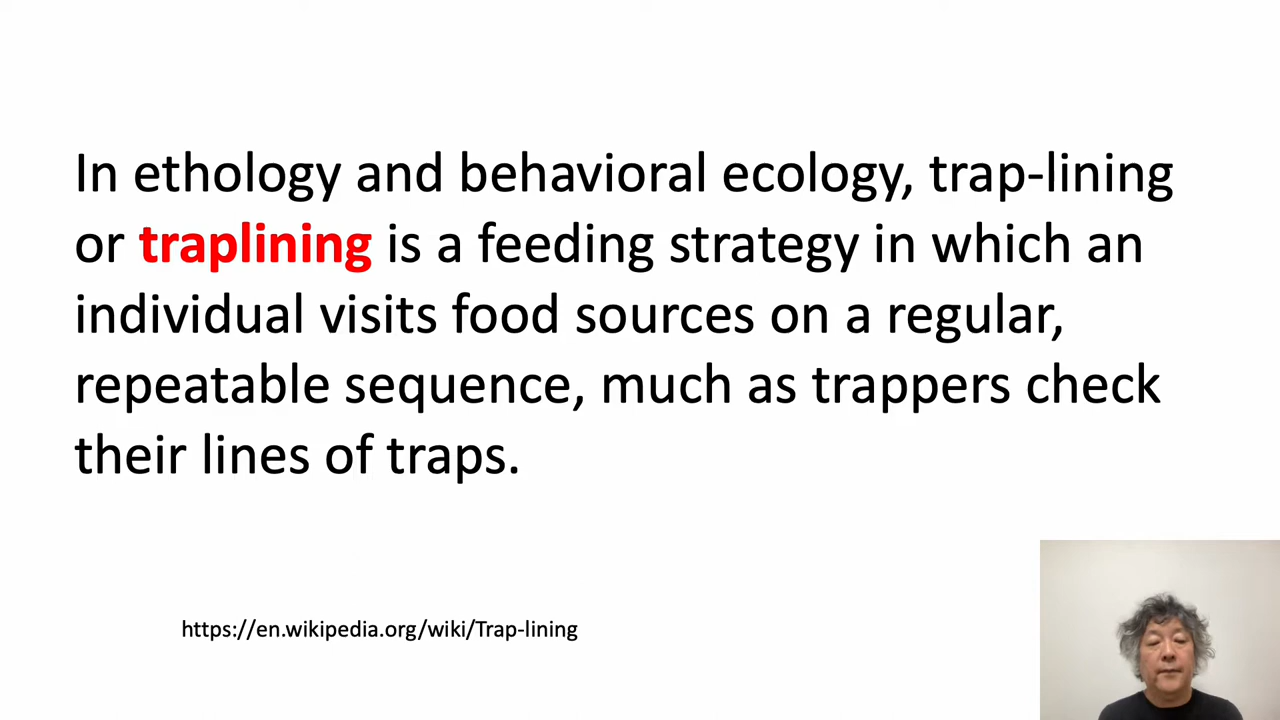 In ethology and behavioral ecology, trap-lining
or traplining is a feeding strategy in which an
individual visits food sources on a regular,
repeatable sequence, much as trappers check
their lines of traps.
https://en.wikipedia.org/wiki/Trap-lining